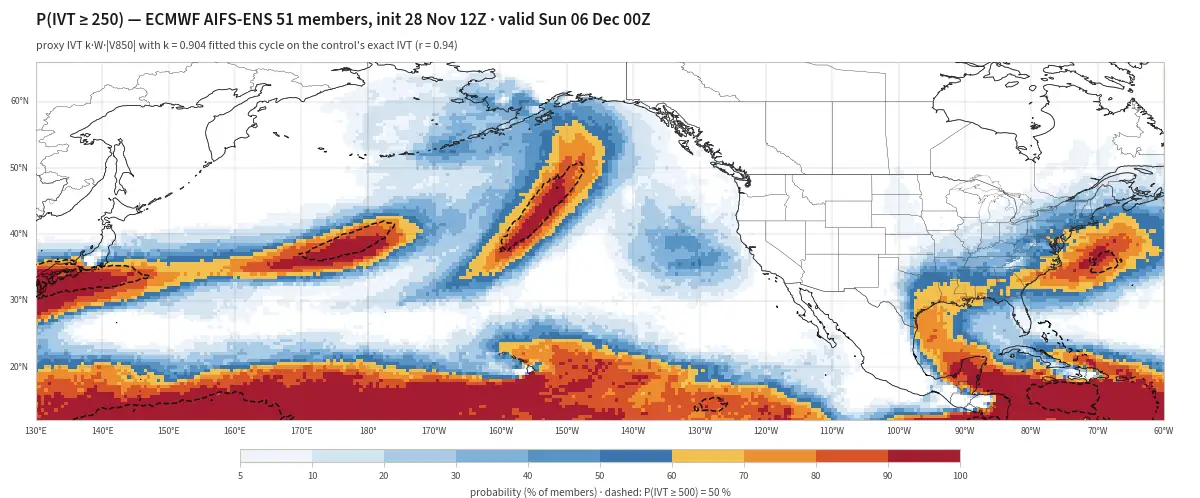 P(IVT ≥ 250) — ECMWF AIFS-ENS 51 members, init 28 Nov 12Z · valid Sun 06 Dec 00Z
proxy IVT k·W·|V850| with k = 0.904 fitted this cycle on the control's exact IVT (r = 0.94)
60°N
50°N
40°N
30°N
20°N
130°E 140°E 150°E 160°E 170°E 180° 170°W 160°W 150°W 140°W 130°W 120°W 110°W 100°W 90°W 80°W 70°W 60°W
5 10 20 30 40 50 60 70 80 90 100
probability (% of members) · dashed: P(IVT ≥ 500) = 50 %